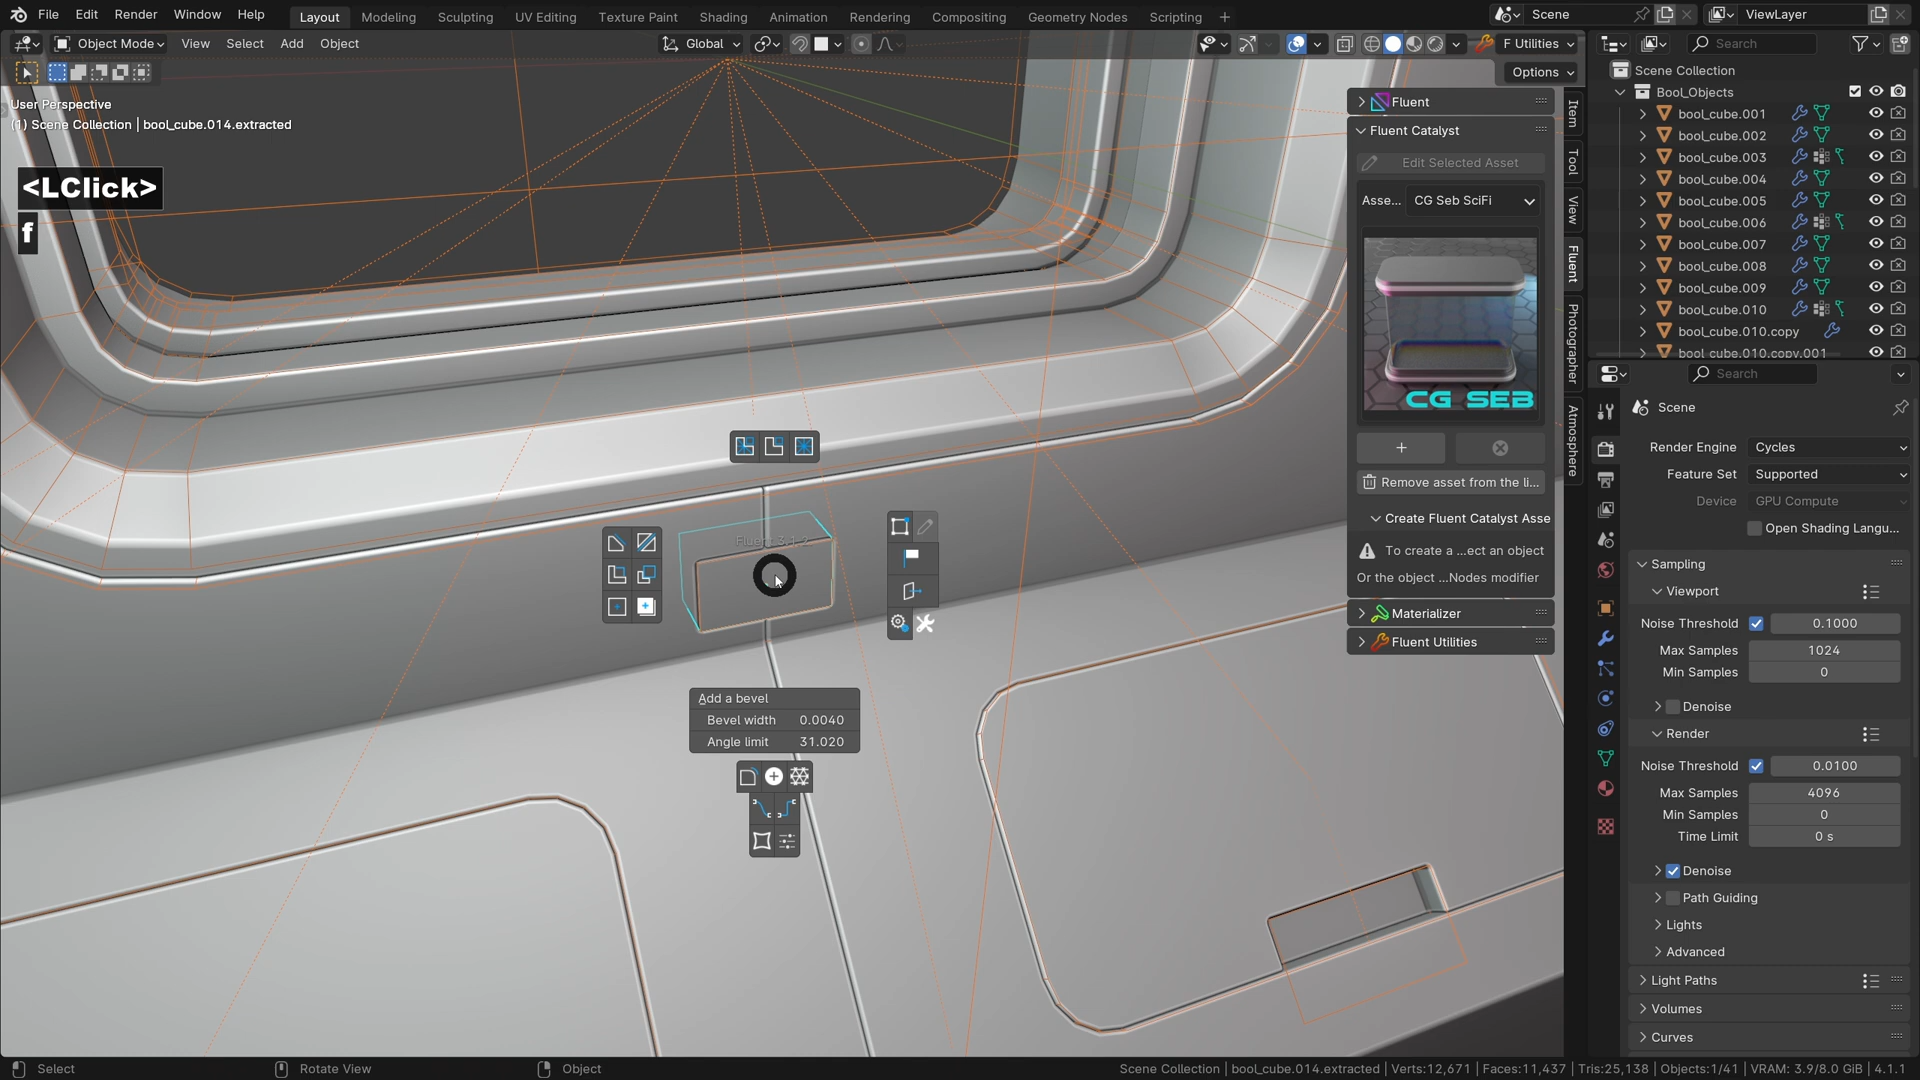 File Edit Render Window Help Layout Modeling Sculpting UV Editing Texture Paint Shading Animation Rendering Compositing Geometry Nodes Scripting + Scene ViewLayer
Object Mode View Select Add Object Global F Utilities Search
Options
User Perspective
(1) Scene Collection | bool_cube.014.extracted
<LClick>
f
Fluent 3.1.2
Add a bevel
Bevel width 0.0040
Angle limit 31.020
Fluent
Fluent Catalyst
Edit Selected Asset
Asse... CG Seb SciFi
CG SEB
+
Remove asset from the li...
Create Fluent Catalyst Asse
To create a ...ect an object
Or the object ...Nodes modifier
Materializer
Fluent Utilities
Item
Tool
View
Fluent
Photographer
Atmosphere
Scene Collection
Bool_Objects
bool_cube.001
bool_cube.002
bool_cube.003
bool_cube.004
bool_cube.005
bool_cube.006
bool_cube.007
bool_cube.008
bool_cube.009
bool_cube.010
bool_cube.010.copy
bool_cube.010.copy.001
Search
Scene
Render Engine Cycles
Feature Set Supported
Device GPU Compute
Open Shading Langu...
Sampling
Viewport
Noise Threshold 0.1000
Max Samples 1024
Min Samples 0
Denoise
Render
Noise Threshold 0.0100
Max Samples 4096
Min Samples 0
Time Limit 0 s
Denoise
Path Guiding
Lights
Advanced
Light Paths
Volumes
Curves
Select Rotate View Object Scene Collection | bool_cube.014.extracted | Verts:12,671 | Faces:11,437 | Tris:25,138 | Objects:1/41 | VRAM: 3.9/8.0 GiB | 4.1.1